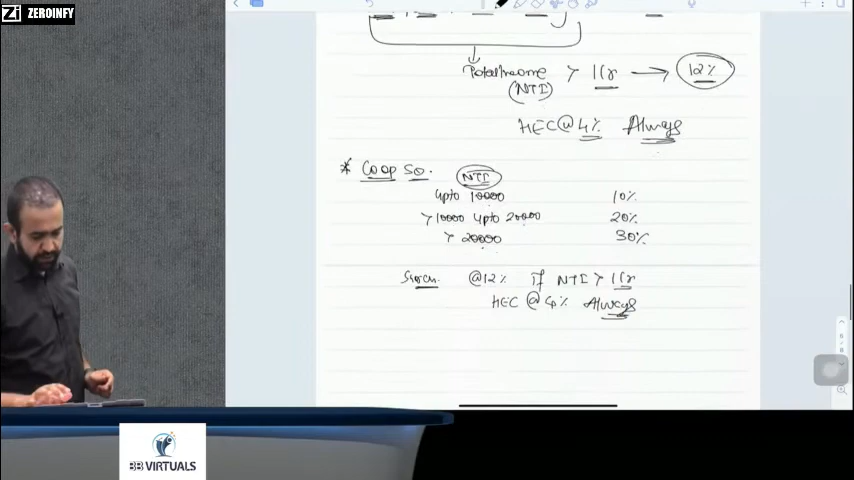 Zi ZEROINFY
Total Income > 1Cr → 12%
(NTI)
HEC @ 4% Always
* Coop So. NTI
upto 10000 10%
>10000 upto 20000 20%
> 20000 30%
Surch. @12% If NTI > 1Cr
HEC @ 4% Always
BB VIRTUALS